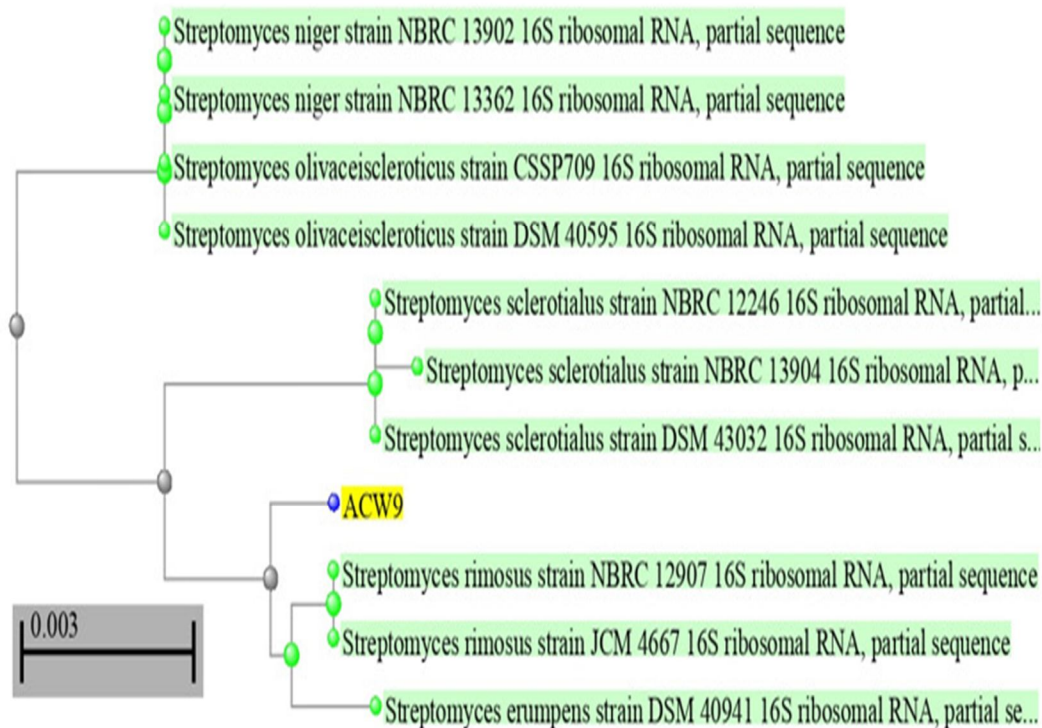 Streptomyces niger strain NBRC 13902 16S ribosomal RNA, partial sequence
Streptomyces niger strain NBRC 13362 16S ribosomal RNA, partial sequence
Streptomyces olivaceiscleroticus strain CSSP709 16S ribosomal RNA, partial sequence
Streptomyces olivaceiscleroticus strain DSM 40595 16S ribosomal RNA, partial sequence
Streptomyces sclerotialus strain NBRC 12246 16S ribosomal RNA, partial...
Streptomyces sclerotialus strain NBRC 13904 16S ribosomal RNA, p...
Streptomyces sclerotialus strain DSM 43032 16S ribosomal RNA, partial s...
ACW9
Streptomyces rimosus strain NBRC 12907 16S ribosomal RNA, partial sequence
0.003
Streptomyces rimosus strain JCM 4667 16S ribosomal RNA, partial sequence
Streptomyces erumpens strain DSM 40941 16S ribosomal RNA, partial se...